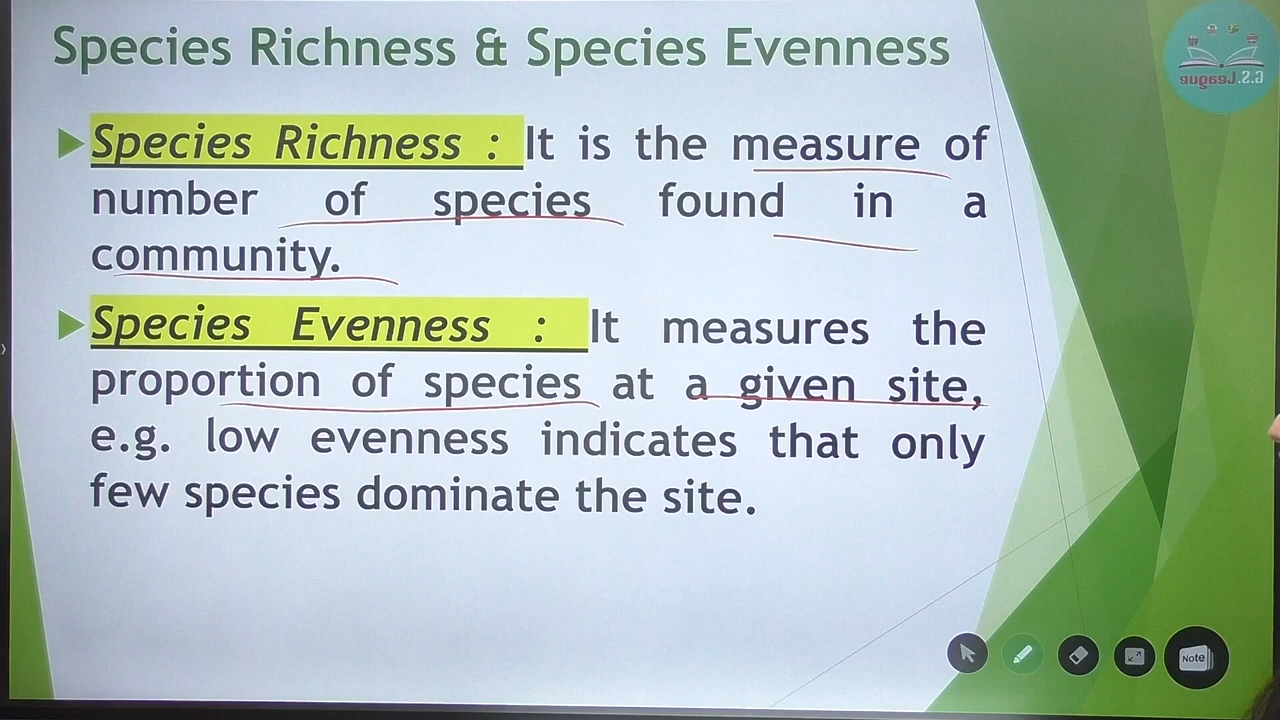 Species Richness & Species Evenness
Species Richness : It is the measure of
number of species found in a
community.
Species Evenness : It measures the
proportion of species at a given site,
e.g. low evenness indicates that only
few species dominate the site.
G.S.League
Note